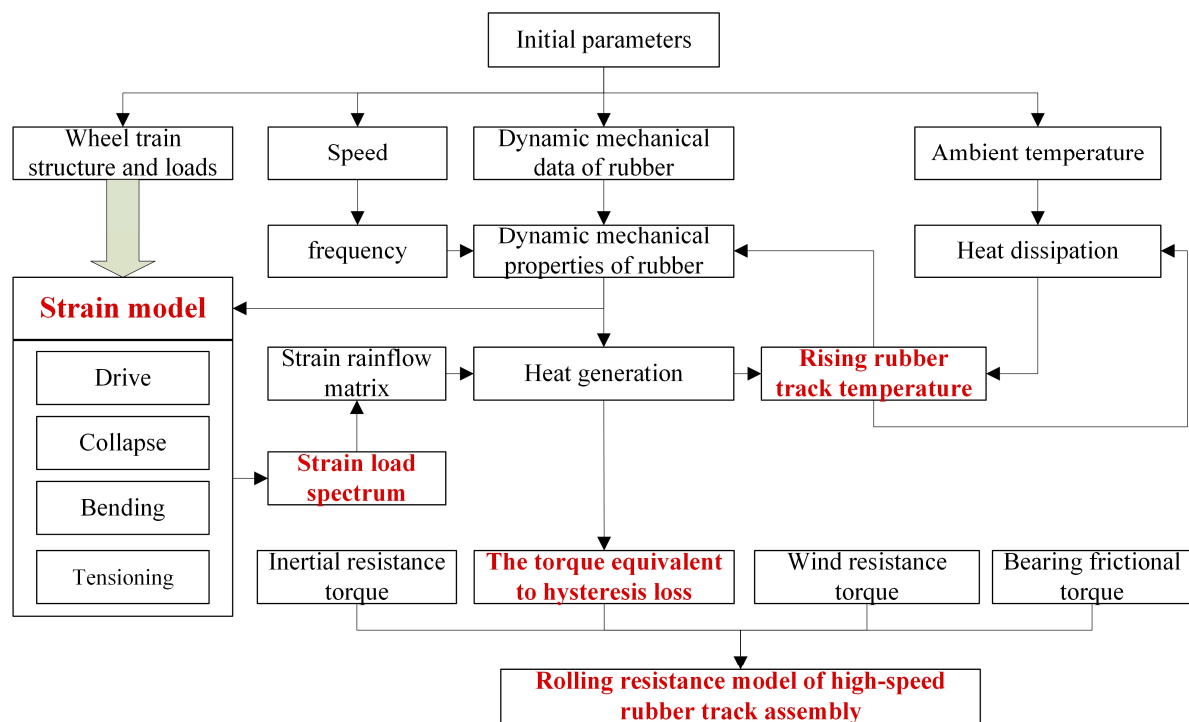 Initial parameters
Wheel train
structure and loads
Speed
Dynamic mechanical
data of rubber
Ambient temperature
frequency
Dynamic mechanical
properties of rubber
Heat dissipation
Strain model
Drive
Collapse
Bending
Tensioning
Strain rainflow
matrix
Heat generation
Rising rubber
track temperature
Strain load
spectrum
Inertial resistance
torque
The torque equivalent
to hysteresis loss
Wind resistance
torque
Bearing frictional
torque
Rolling resistance model of high-speed
rubber track assembly